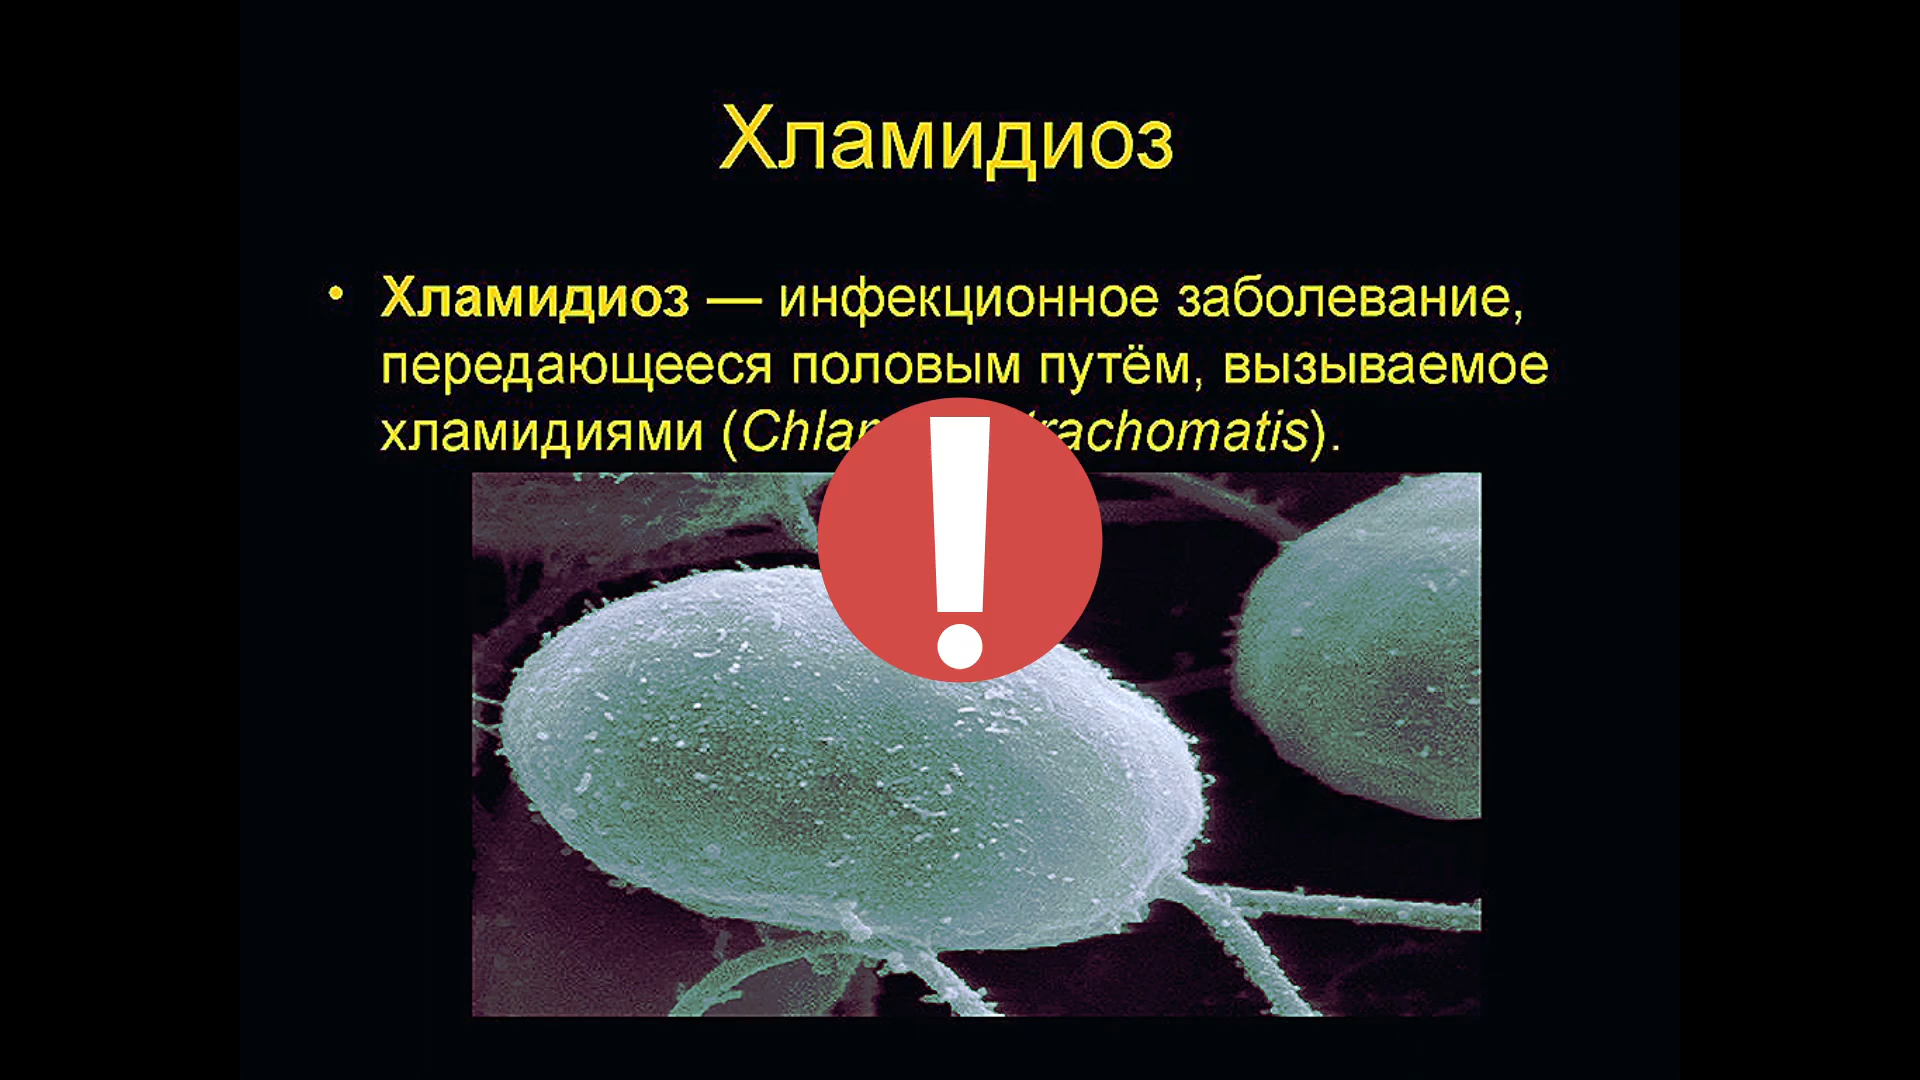 Хламидиоз
• Хламидиоз — инфекционное заболевание,
передающееся половым путём, вызываемое
хламидиями (Chla rachomatis).
!